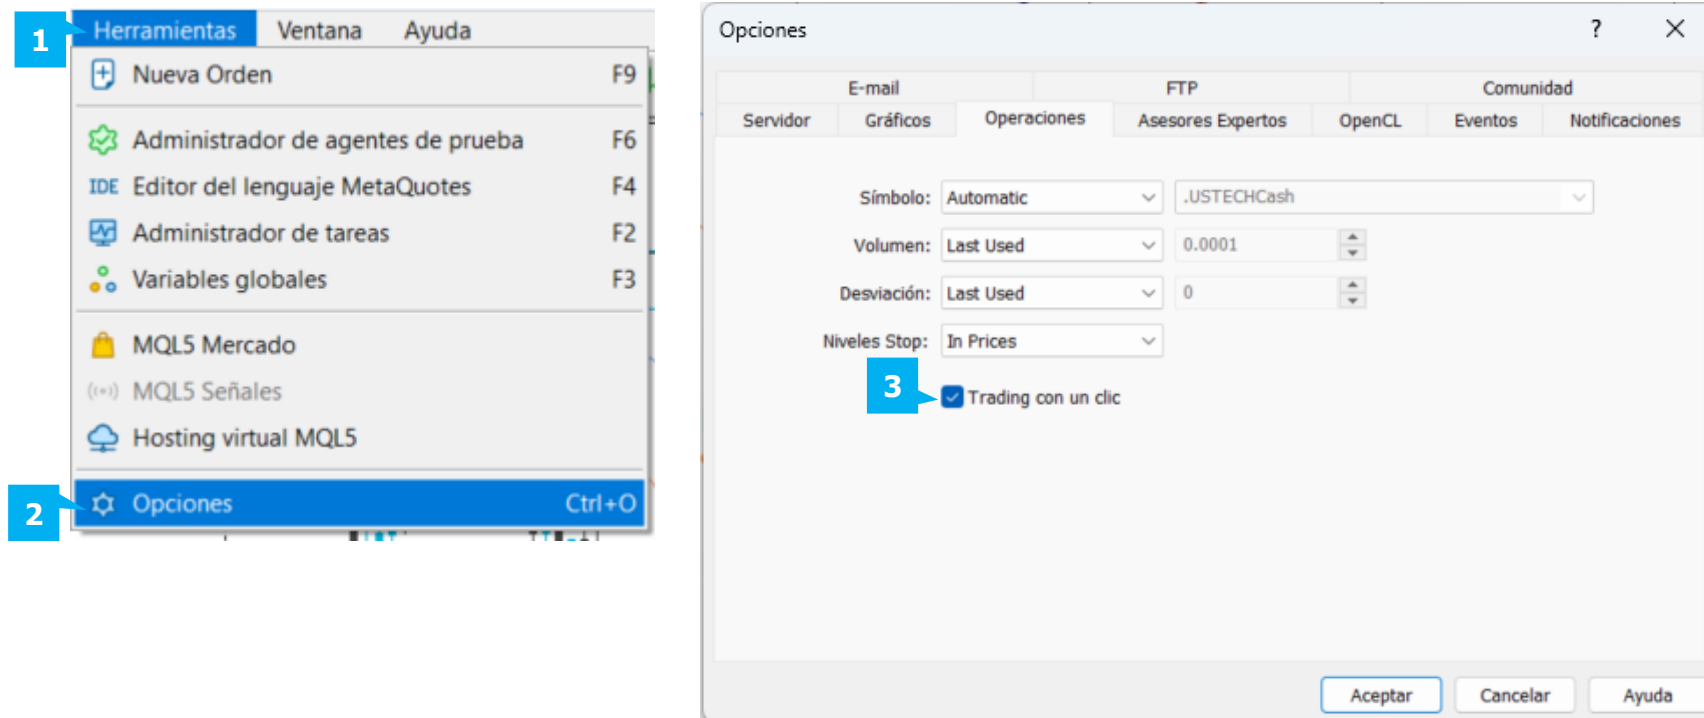 1
Herramientas Ventana Ayuda
Nueva Orden F9
Administrador de agentes de prueba F6
IDE Editor del lenguaje MetaQuotes F4
Administrador de tareas F2
Variables globales F3
MQL5 Mercado
MQL5 Señales
Hosting virtual MQL5
2
Opciones Ctrl+O
Opciones ? X
E-mail FTP Comunidad
Servidor Gráficos Operaciones Asesores Expertos OpenCL Eventos Notificaciones
Símbolo: Automatic .USTECHCash
Volumen: Last Used 0.0001
Desviación: Last Used 0
Niveles Stop: In Prices
3
Trading con un clic
Aceptar Cancelar Ayuda